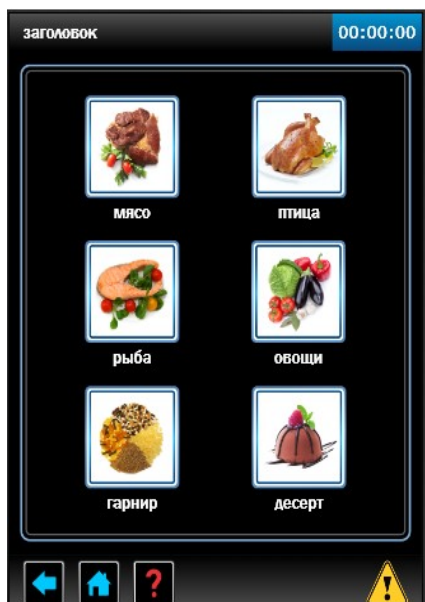 заголовок 00:00:00
мясо птица
рыба овощи
гарнир десерт
?
!